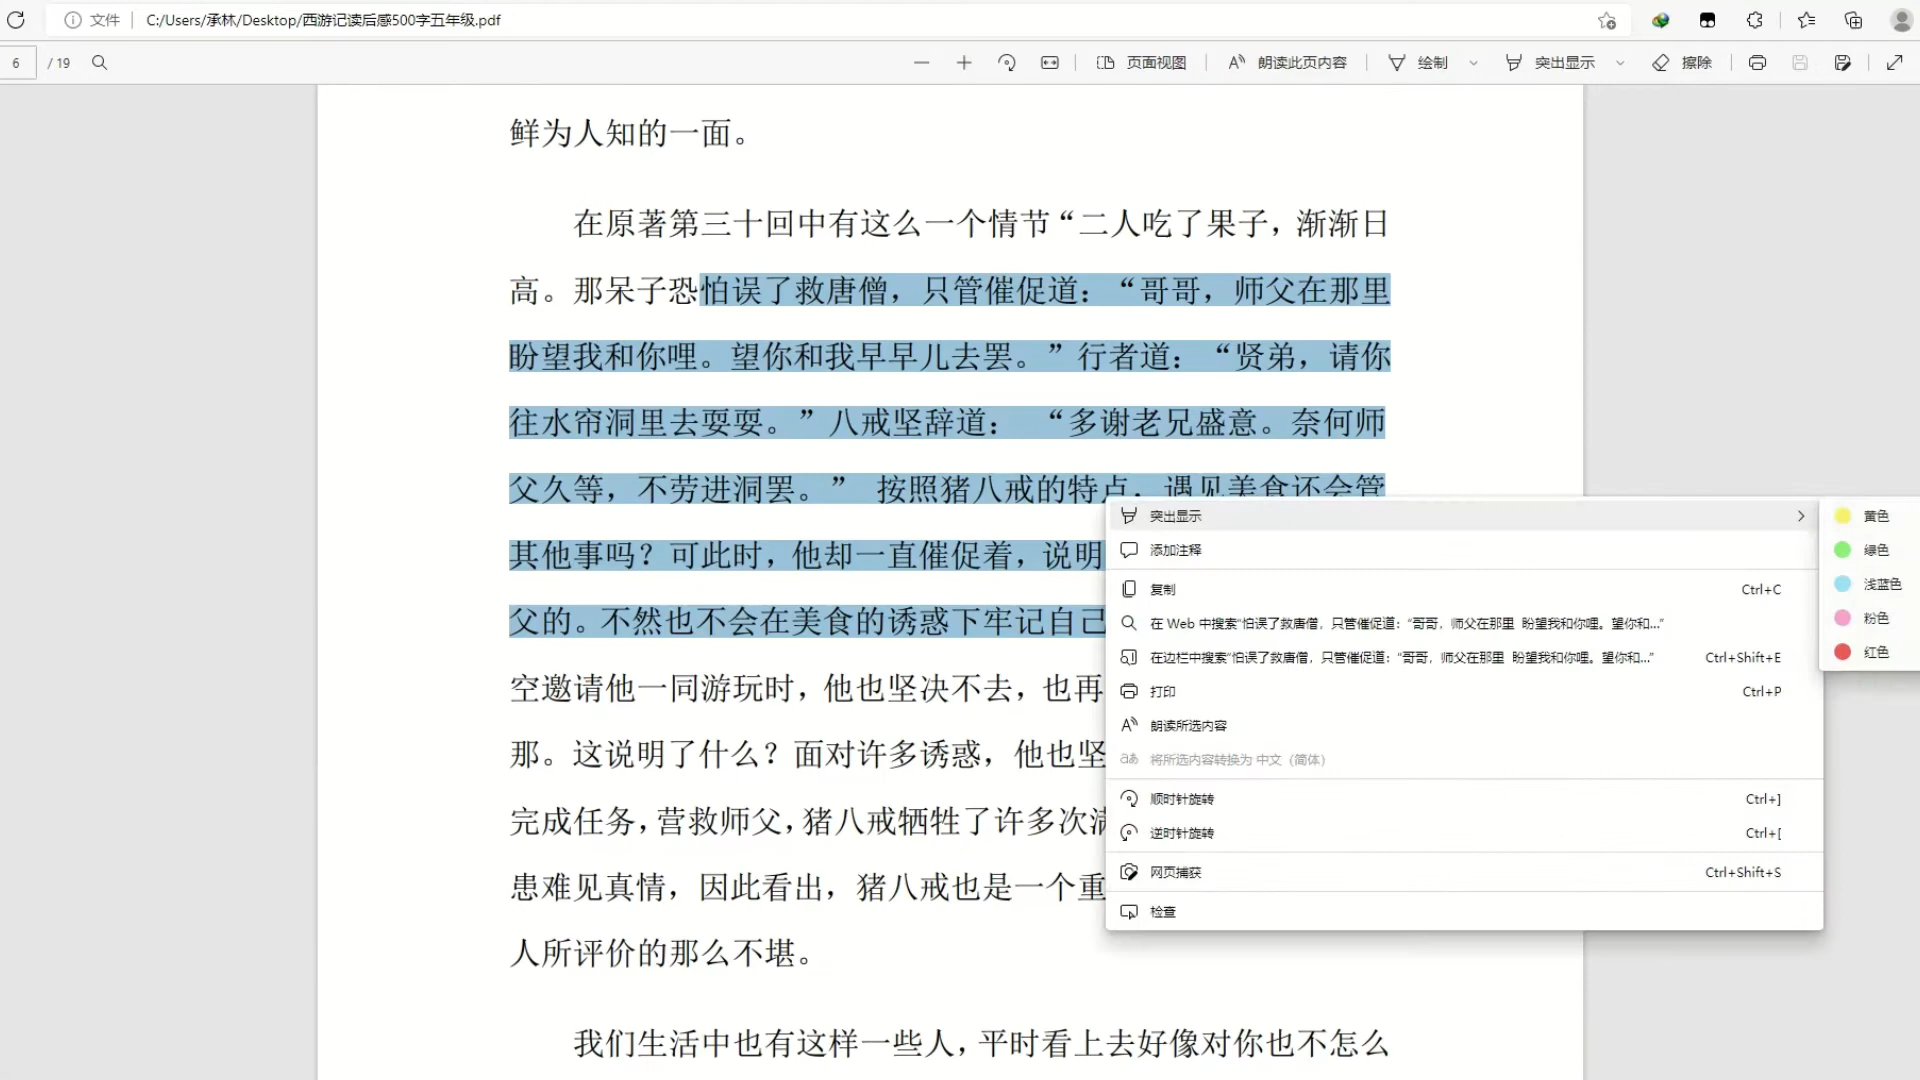 文件 C:/Users/承林/Desktop/西游记读后感500字五年级.pdf
6 / 19 页面视图 朗读此页内容 绘制 突出显示 擦除
鲜为人知的一面。
在原著第三十回中有这么一个情节“二人吃了果子，渐渐日
高。那呆子恐怕误了救唐僧，只管催促道：“哥哥，师父在那里
盼望我和你哩。望你和我早早儿去罢。”行者道：“贤弟，请你
往水帘洞里去耍耍。”八戒坚辞道： “多谢老兄盛意。奈何师
父久等，不劳进洞罢。” 按照猪八戒的特点，遇见美食还会管
其他事吗？可此时，他却一直催促着，说明
父的。不然也不会在美食的诱惑下牢记自己
空邀请他一同游玩时，他也坚决不去，也再
那。这说明了什么？面对许多诱惑，他也坚
完成任务，营救师父，猪八戒牺牲了许多次满
患难见真情，因此看出，猪八戒也是一个重
人所评价的那么不堪。
我们生活中也有这样一些人，平时看上去好像对你也不怎么
突出显示
添加注释
复制 Ctrl+C
在 Web 中搜索“怕误了救唐僧，只管催促道：“哥哥，师父在那里 盼望我和你哩。望你和...”
在边栏中搜索“怕误了救唐僧，只管催促道：“哥哥，师父在那里 盼望我和你哩。望你和...” Ctrl+Shift+E
打印 Ctrl+P
朗读所选内容
将所选内容转换为 中文（简体）
顺时针旋转 Ctrl+]
逆时针旋转 Ctrl+[
网页捕获 Ctrl+Shift+S
检查
黄色
绿色
浅蓝色
粉色
红色